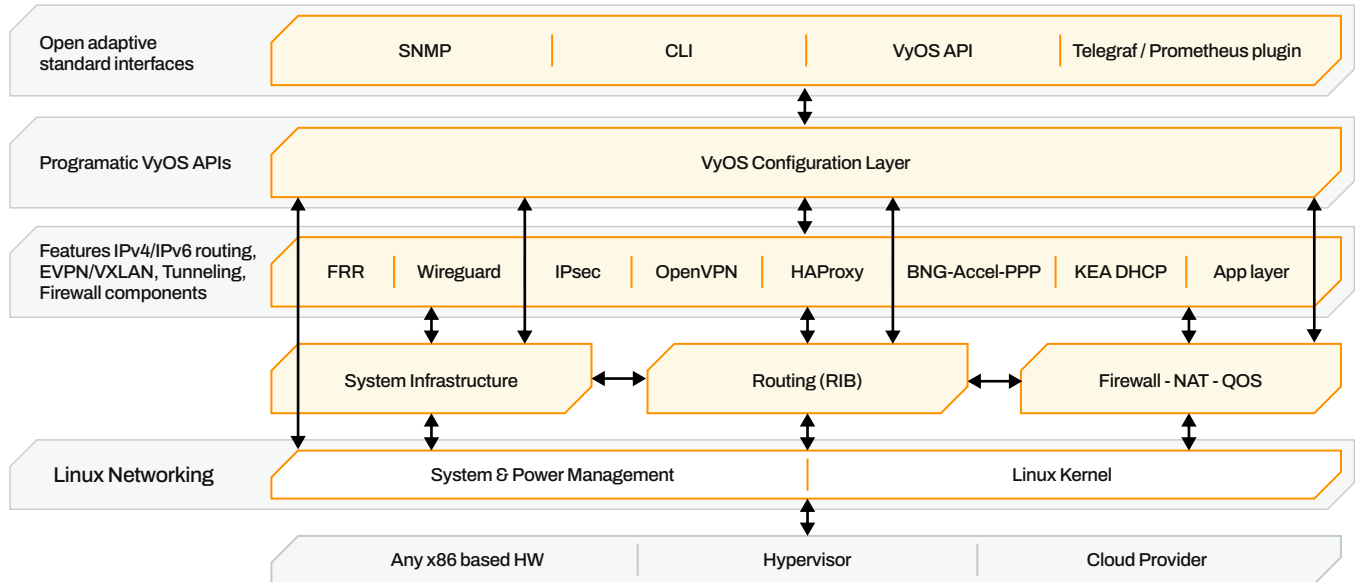 Open adaptive
standard interfaces
SNMP
CLI
VyOS API
Telegraf / Prometheus plugin
Programatic VyOS APIs
VyOS Configuration Layer
Features IPv4/IPv6 routing,
EVPN/VXLAN, Tunneling,
Firewall components
FRR
Wireguard
IPsec
OpenVPN
HAProxy
BNG-Accel-PPP
KEA DHCP
App layer
System Infrastructure
Routing (RIB)
Firewall - NAT - QOS
Linux Networking
System & Power Management
Linux Kernel
Any x86 based HW
Hypervisor
Cloud Provider